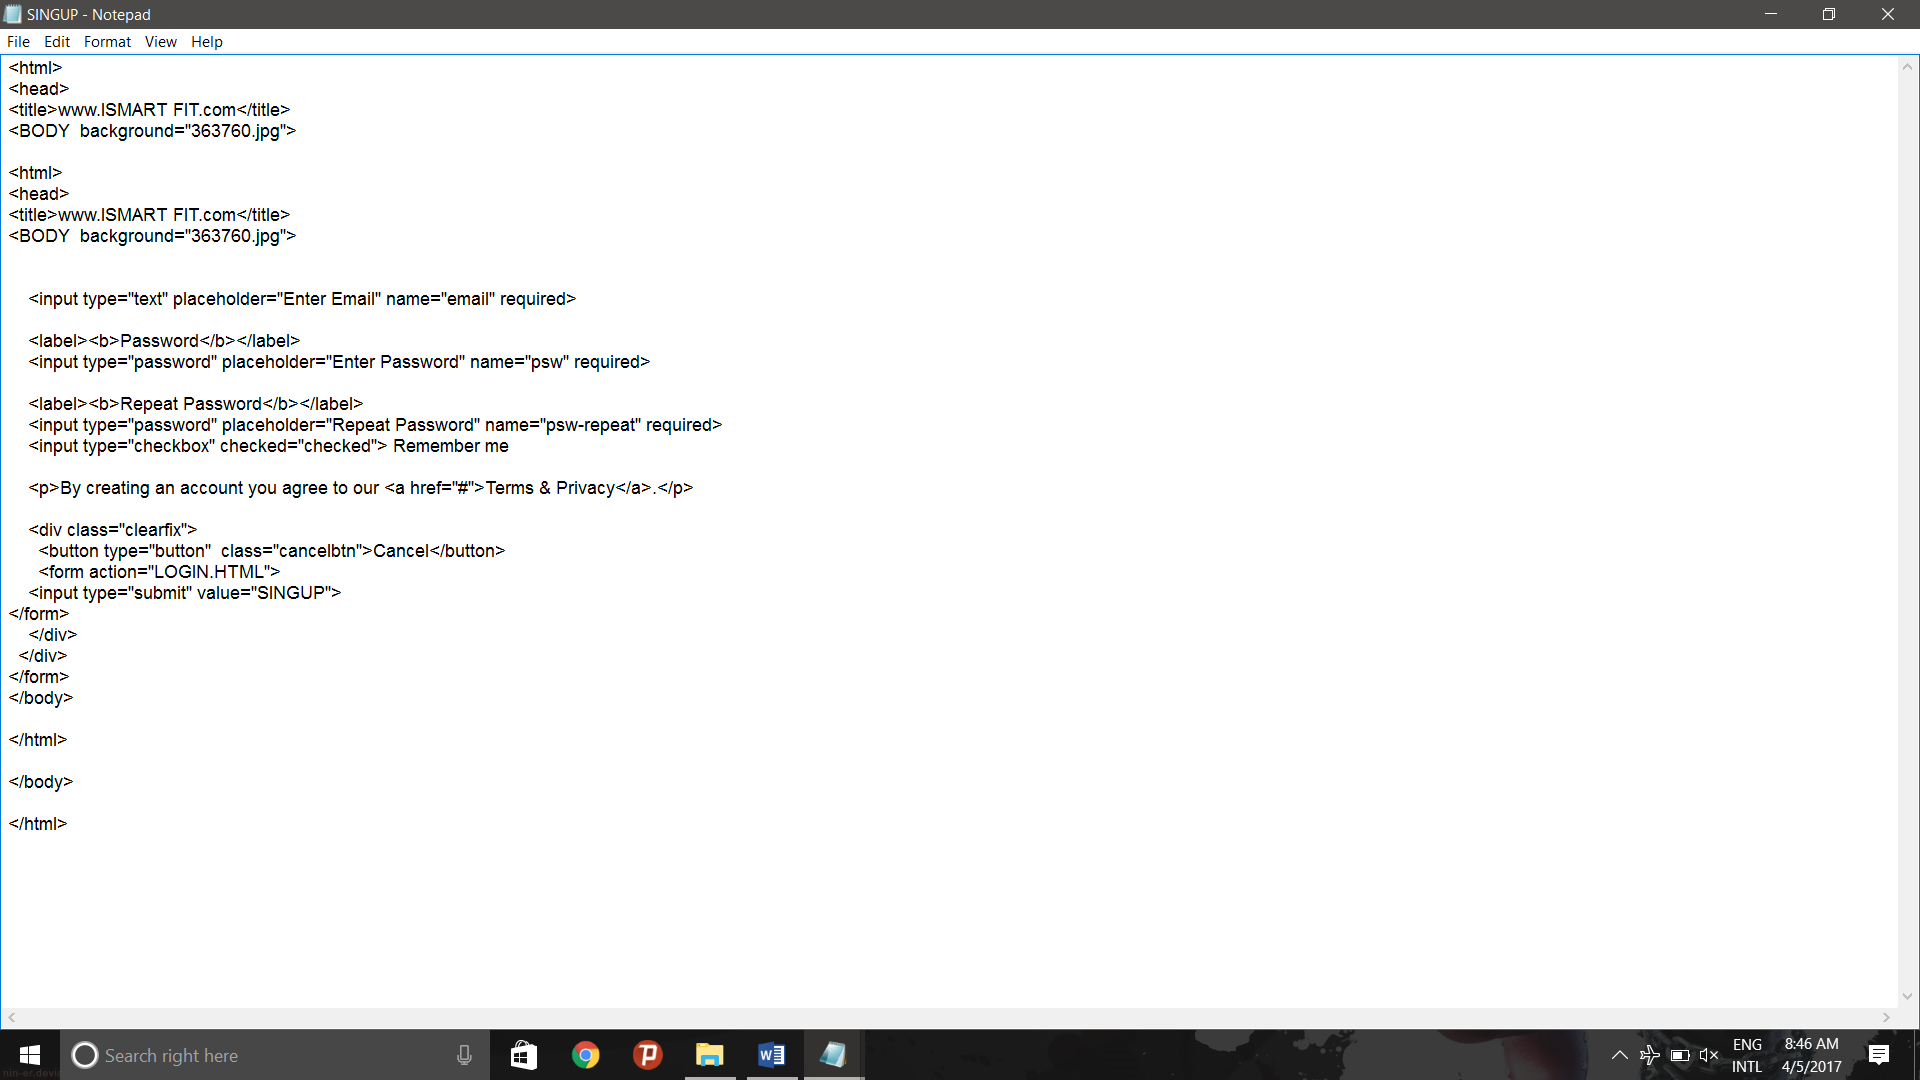 SINGUP - Notepad
File Edit Format View Help
<html>
<head>
<title>www.ISMART FIT.com</title>
<BODY  background="363760.jpg">
<html>
<head>
<title>www.ISMART FIT.com</title>
<BODY  background="363760.jpg">
<input type="text" placeholder="Enter Email" name="email" required>
<label><b>Password</b></label>
<input type="password" placeholder="Enter Password" name="psw" required>
<label><b>Repeat Password</b></label>
<input type="password" placeholder="Repeat Password" name="psw-repeat" required>
<input type="checkbox" checked="checked"> Remember me
<p>By creating an account you agree to our <a href="#">Terms & Privacy</a>.</p>
<div class="clearfix">
<button type="button"  class="cancelbtn">Cancel</button>
<form action="LOGIN.HTML">
<input type="submit" value="SINGUP">
</form>
</div>
</div>
</form>
</body>
</html>
</body>
</html>
Search right here
ENG
INTL
8:46 AM
4/5/2017